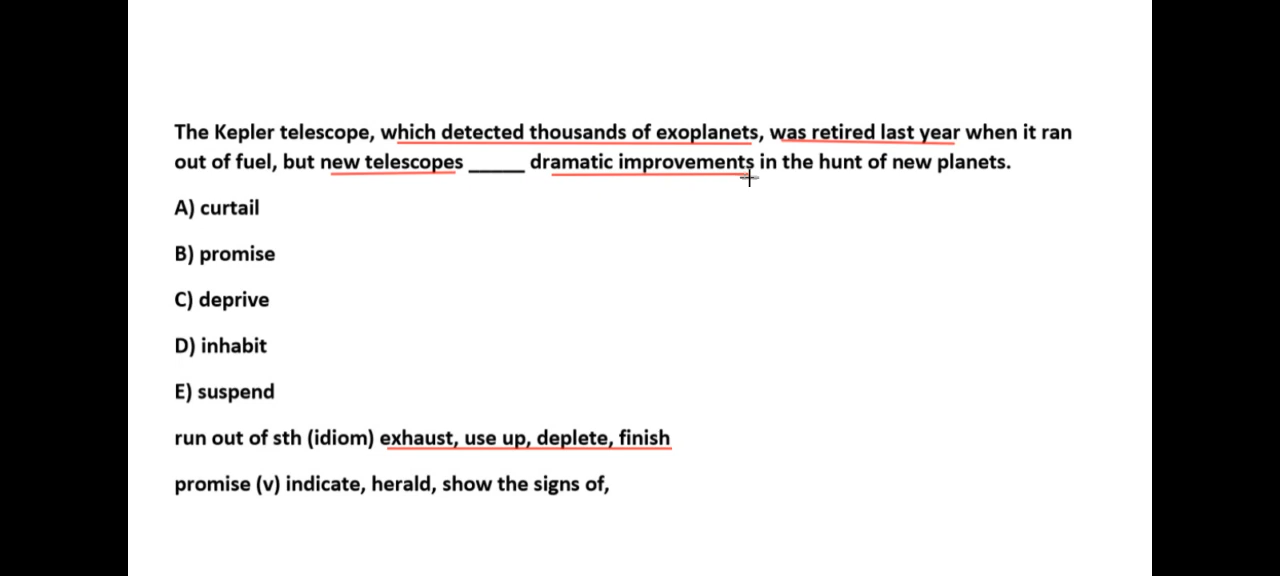 The Kepler telescope, which detected thousands of exoplanets, was retired last year when it ran
out of fuel, but new telescopes _____ dramatic improvements in the hunt of new planets.
A) curtail
B) promise
C) deprive
D) inhabit
E) suspend
run out of sth (idiom) exhaust, use up, deplete, finish
promise (v) indicate, herald, show the signs of,